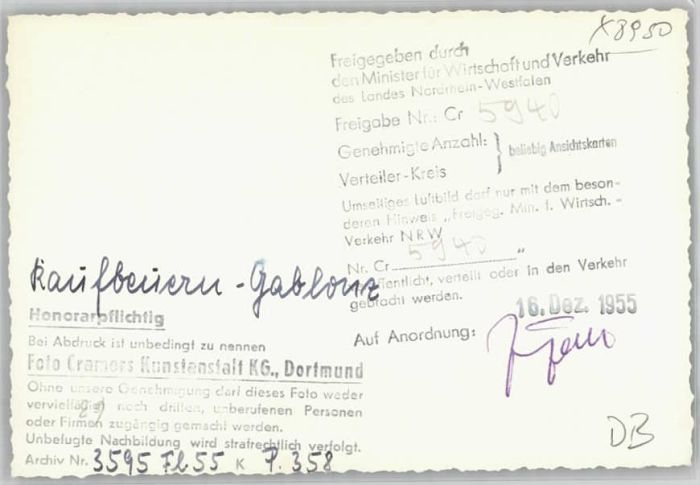 X8950
Freigegeben durch
den Minister für Wirtschaft und Verkehr
des Landes Nordrhein-Westfalen
Freigabe Nr.: Cr 5940
Genehmigte Anzahl:
Verteiler-Kreis
} beliebig Ansichtskarten
Umseitiges Luftbild darf nur mit dem beson-
deren Hinweis „Freigeg. Min. f. Wirtsch. -
Verkehr NRW
Nr. Cr 5940 "
veröffentlicht, verteilt oder in den Verkehr
gebracht werden.
16. Dez. 1955
Auf Anordnung:
Kaufbeuern-Gablonz
Honorarpflichtig
Bei Abdruck ist unbedingt zu nennen
Foto Cramers Kunstanstalt KG., Dortmund
Ohne unsere Genehmigung darf dieses Foto weder
vervielfältigt noch dritten, unberufenen Personen
oder Firmen zugängig gemacht werden.
Unbefugte Nachbildung wird strafrechtlich verfolgt.
Archiv Nr. 3595 Fl 55 K P. 358
DB